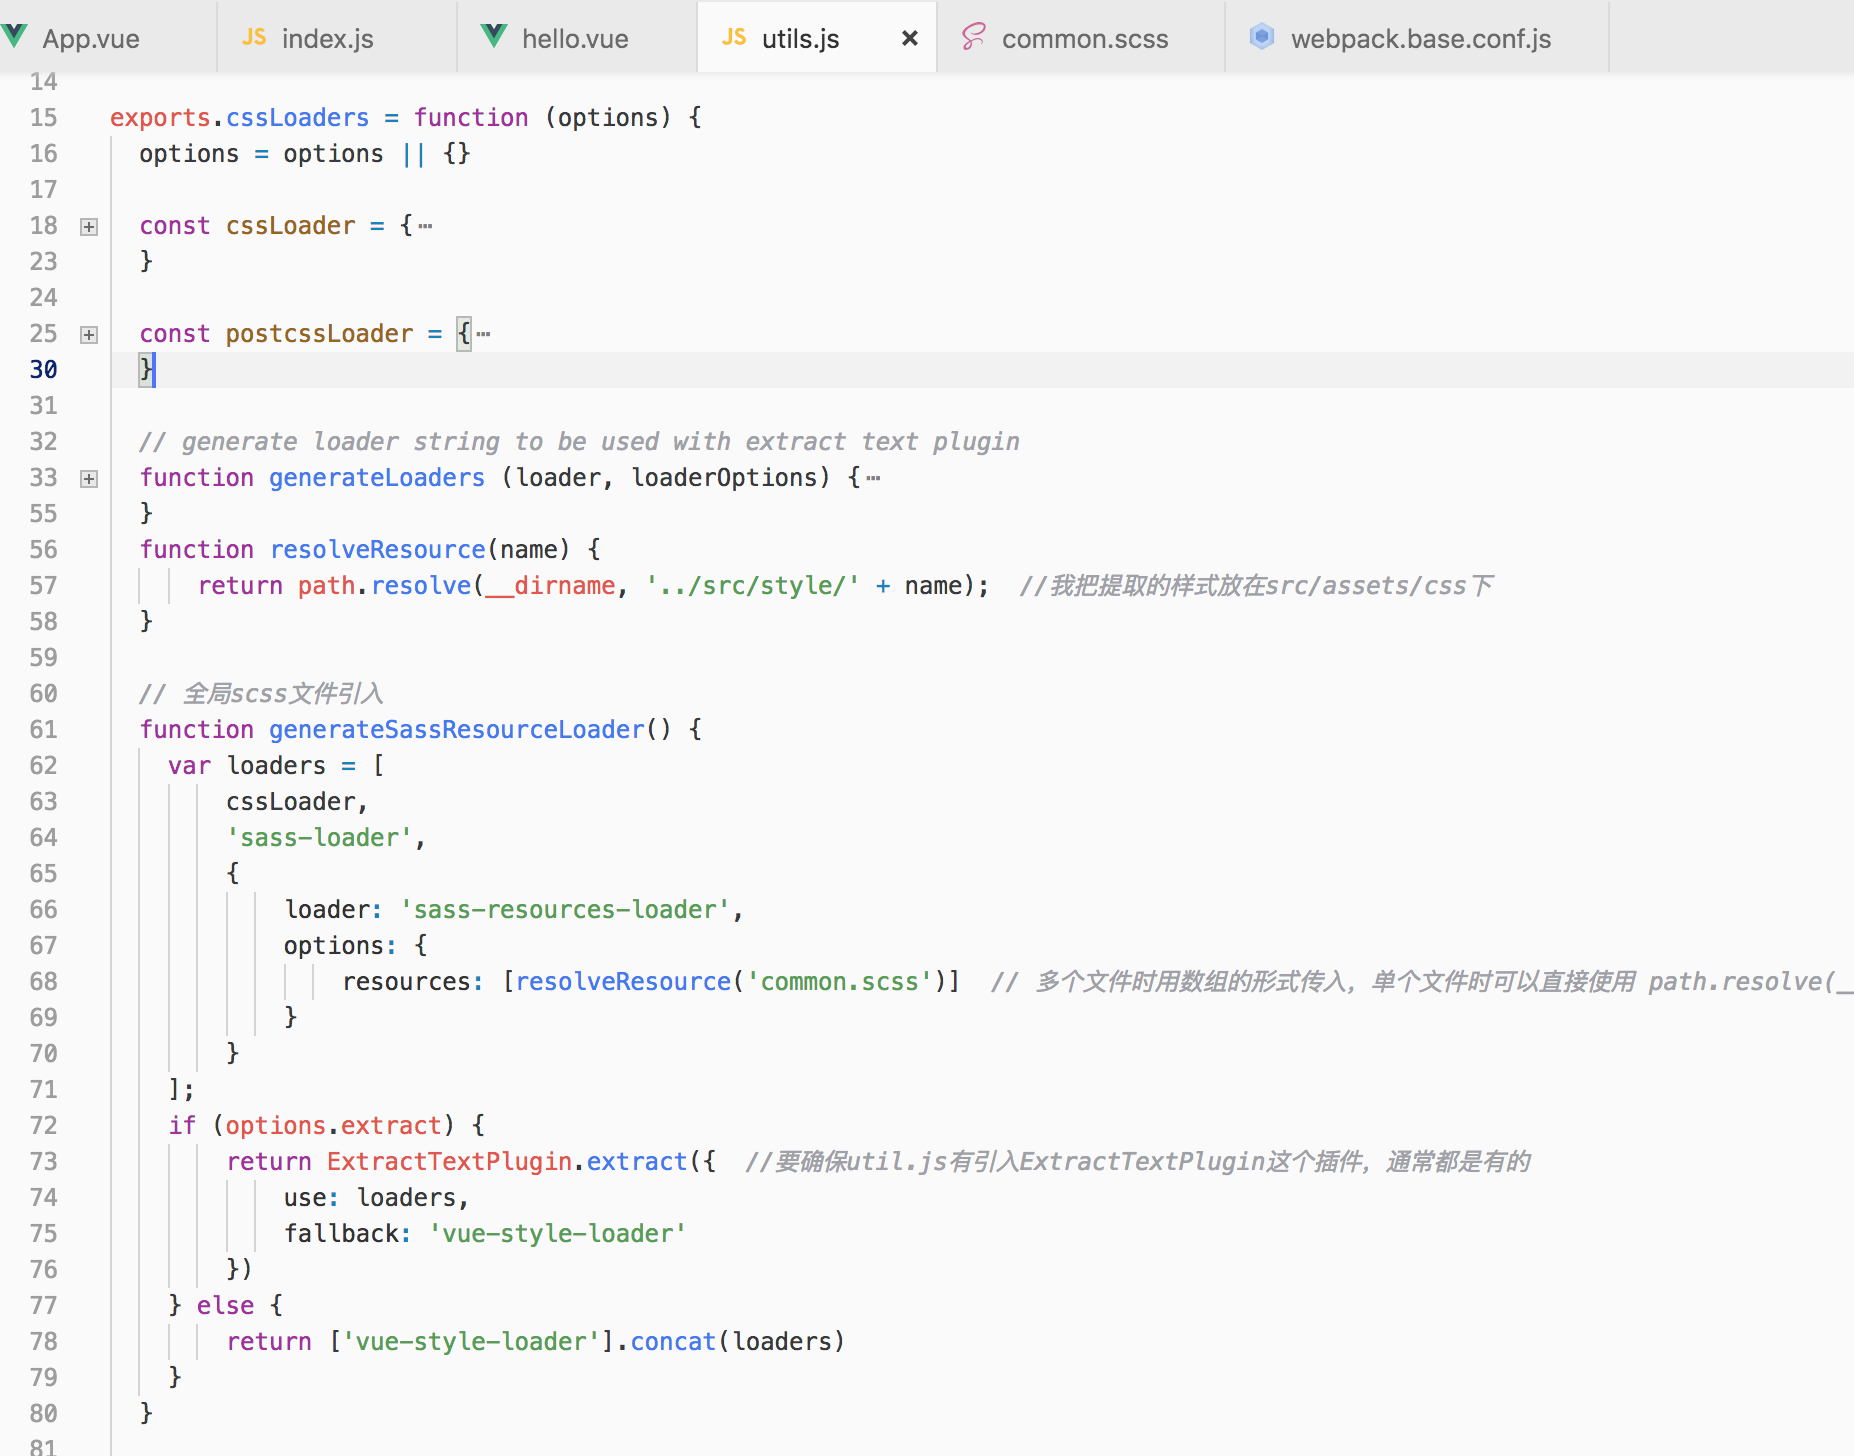 App.vue JS index.js hello.vue JS utils.js × common.scss webpack.base.conf.js
14
15 exports.cssLoaders = function (options) {
16 options = options || {}
17
18 const cssLoader = {⋯
23 }
24
25 const postcssLoader = {⋯
30 }
31
32 // generate loader string to be used with extract text plugin
33 function generateLoaders (loader, loaderOptions) {⋯
55 }
56 function resolveResource(name) {
57 return path.resolve(__dirname, '../src/style/' + name); //我把提取的样式放在src/assets/css下
58 }
59
60 // 全局scss文件引入
61 function generateSassResourceLoader() {
62 var loaders = [
63 cssLoader,
64 'sass-loader',
65 {
66 loader: 'sass-resources-loader',
67 options: {
68 resources: [resolveResource('common.scss')] // 多个文件时用数组的形式传入，单个文件时可以直接使用 path.resolve(__
69 }
70 }
71 ];
72 if (options.extract) {
73 return ExtractTextPlugin.extract({ //要确保util.js有引入ExtractTextPlugin这个插件，通常都是有的
74 use: loaders,
75 fallback: 'vue-style-loader'
76 })
77 } else {
78 return ['vue-style-loader'].concat(loaders)
79 }
80 }
81